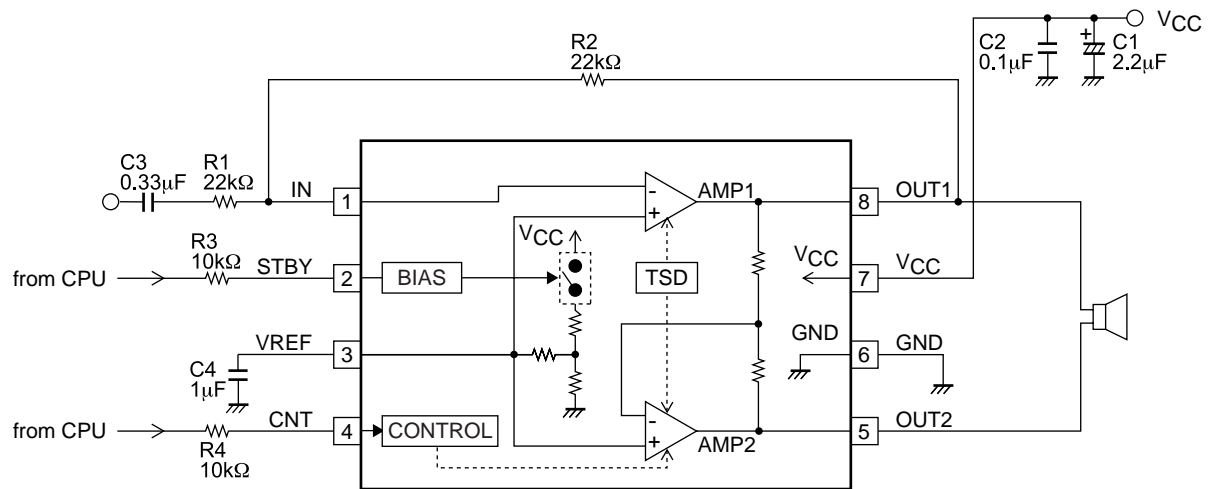 VCC
R2
22kΩ
C2
0.1µF
+
C1
2.2µF
C3
0.33µF
R1
22kΩ
IN
1
-
+
AMP1
8
OUT1
VCC
from CPU
R3
10kΩ
STBY
2
BIAS
TSD
VCC
7
VCC
VREF
3
GND
6
GND
C4
1µF
from CPU
R4
10kΩ
CNT
4
CONTROL
-
+
AMP2
5
OUT2